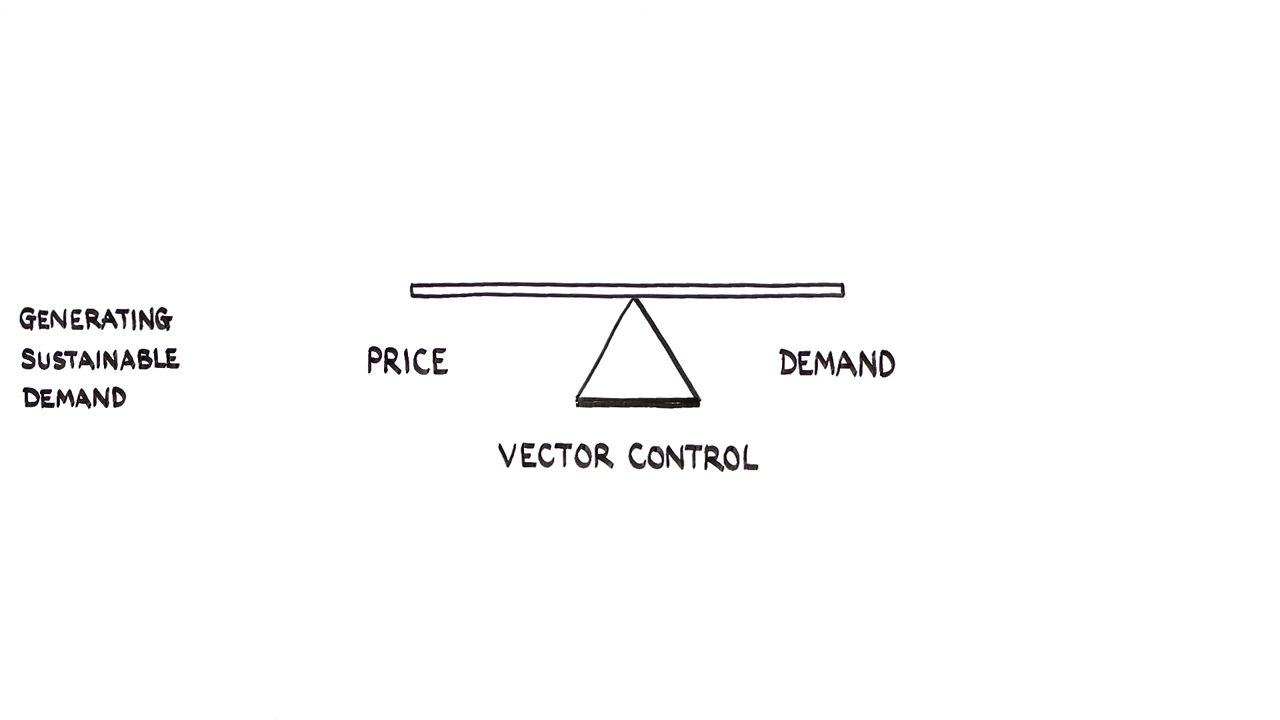 GENERATING
SUSTAINABLE
DEMAND
PRICE
DEMAND
VECTOR CONTROL